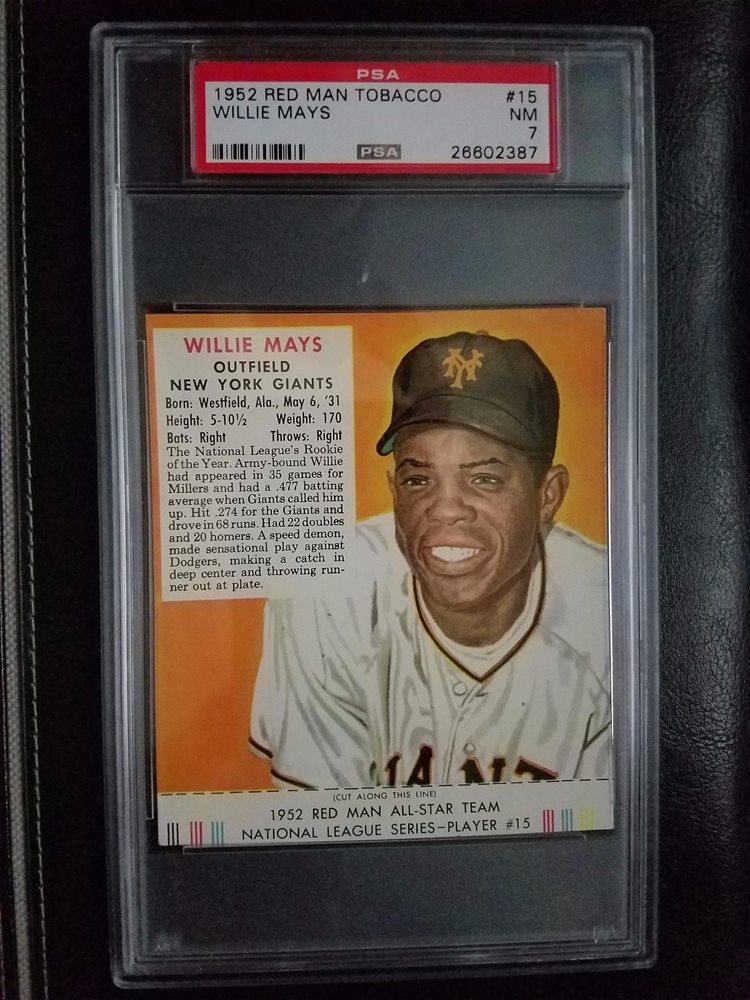 PSA
1952 RED MAN TOBACCO #15
WILLIE MAYS NM
7
PSA 26602387
WILLIE MAYS
OUTFIELD
NEW YORK GIANTS
Born: Westfield, Ala., May 6, '31
Height: 5-10½ Weight: 170
Bats: Right Throws: Right
The National League's Rookie
of the Year. Army-bound Willie
had appeared in 35 games for
Millers and had a .477 batting
average when Giants called him
up. Hit .274 for the Giants and
drove in 68 runs. Had 22 doubles
and 20 homers. A speed demon,
made sensational play against
Dodgers, making a catch in
deep center and throwing run-
ner out at plate.
NY
IANT
(CUT ALONG THIS LINE)
1952 RED MAN ALL-STAR TEAM
NATIONAL LEAGUE SERIES—PLAYER #15